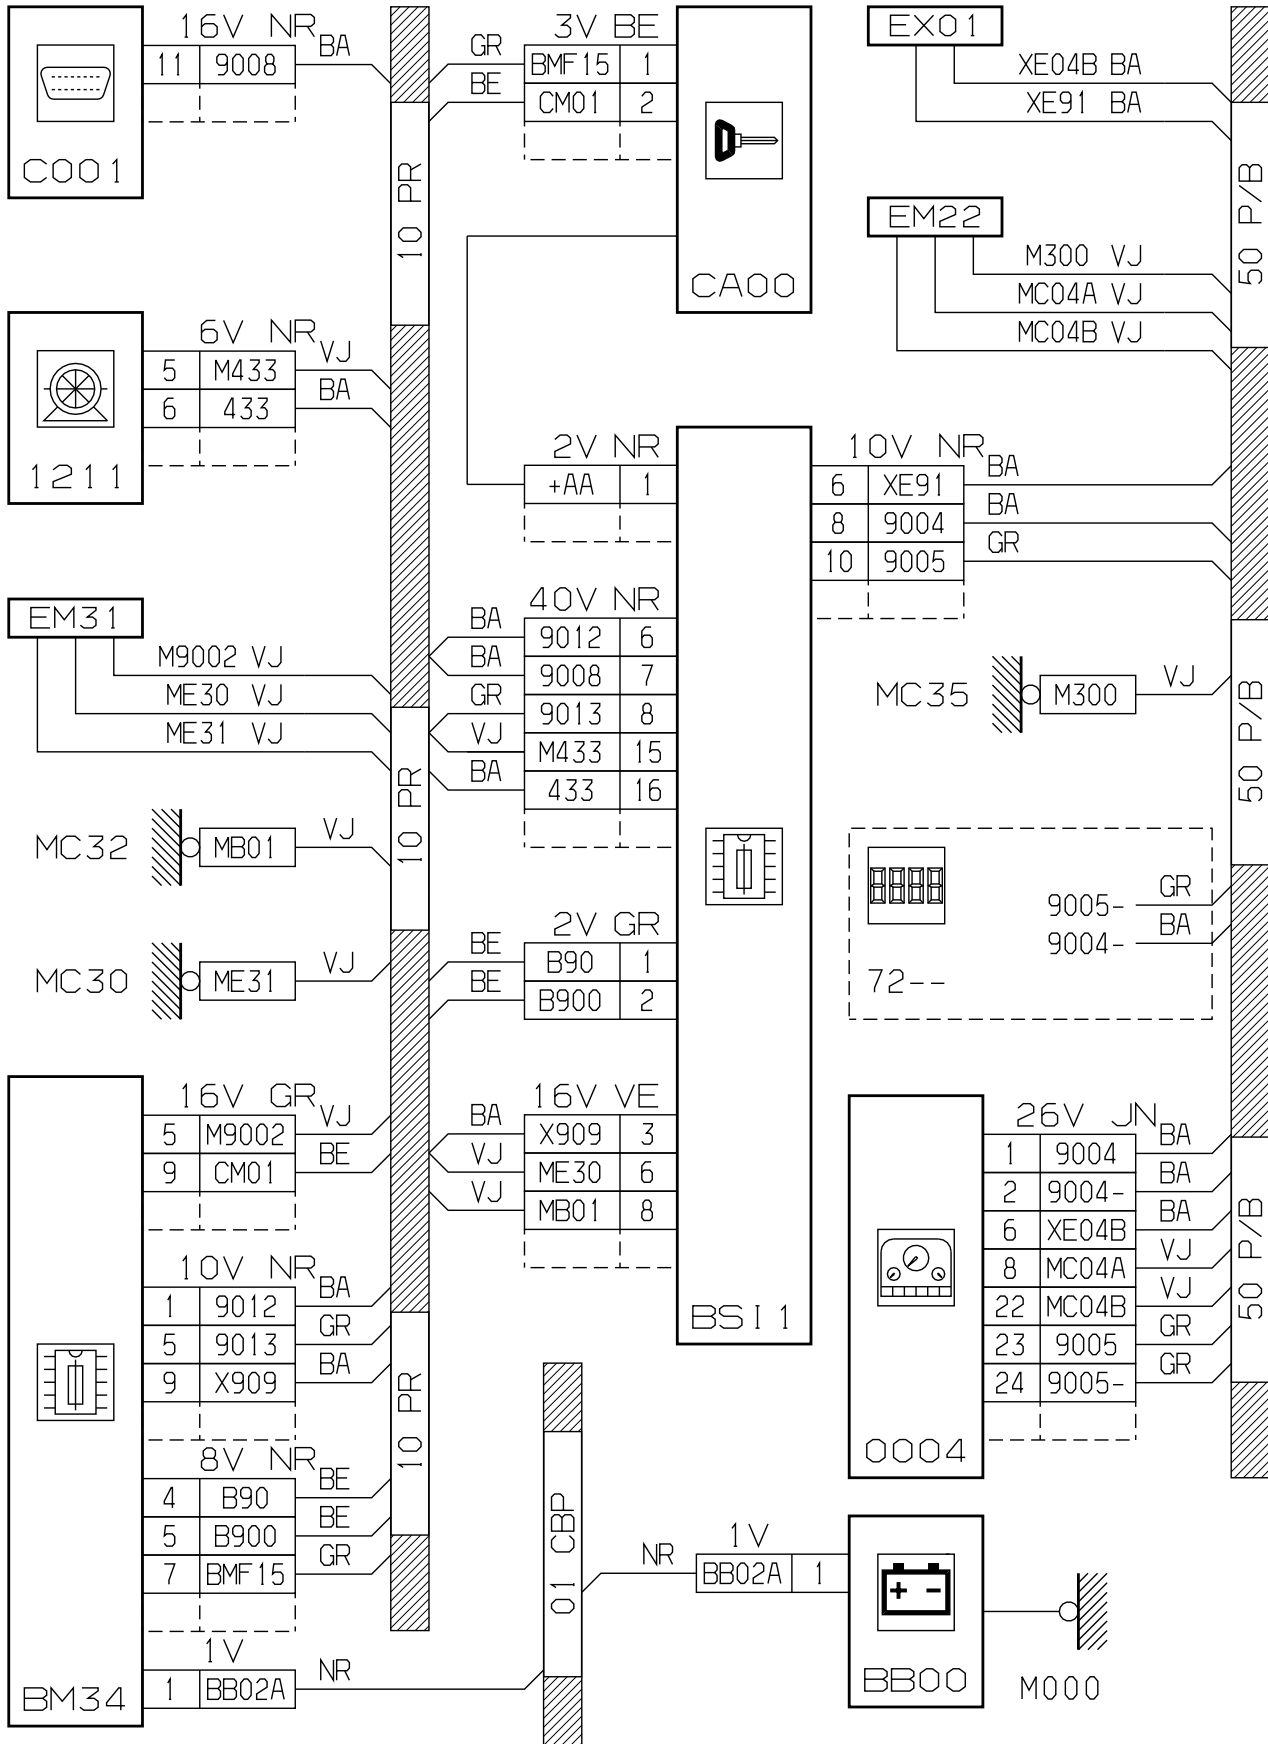 16V NR
11 9008 BA
C001
6V NR
5 M433 VJ
6 433 BA
1211
EM31
M9002 VJ
ME30 VJ
ME31 VJ
MC32 MB01 VJ
MC30 ME31 VJ
16V GR
5 M9002 VJ
9 CM01 BE
10V NR
1 9012 BA
5 9013 GR
9 X909 BA
8V NR
4 B90 BE
5 B900 BE
7 BMF15 GR
1V
1 BB02A NR
BM34
10 PR
10 PR
10 PR
3V BE
GR BMF15 1
BE CM01 2
CA00
2V NR
+AA 1
40V NR
BA 9012 6
BA 9008 7
GR 9013 8
VJ M433 15
BA 433 16
2V GR
BE B90 1
BE B900 2
16V VE
BA X909 3
VJ ME30 6
VJ MB01 8
BSI1
10V NR
6 XE91 BA
8 9004 BA
10 9005 GR
01 CBP
EX01
XE04B BA
XE91 BA
EM22
M300 VJ
MC04A VJ
MC04B VJ
MC35 M300 VJ
9005- GR
9004- BA
72--
26V JN
1 9004 BA
2 9004- BA
6 XE04B BA
8 MC04A VJ
22 MC04B VJ
23 9005 GR
24 9005- GR
0004
50 P/B
50 P/B
50 P/B
1V
NR BB02A 1
BB00
M000